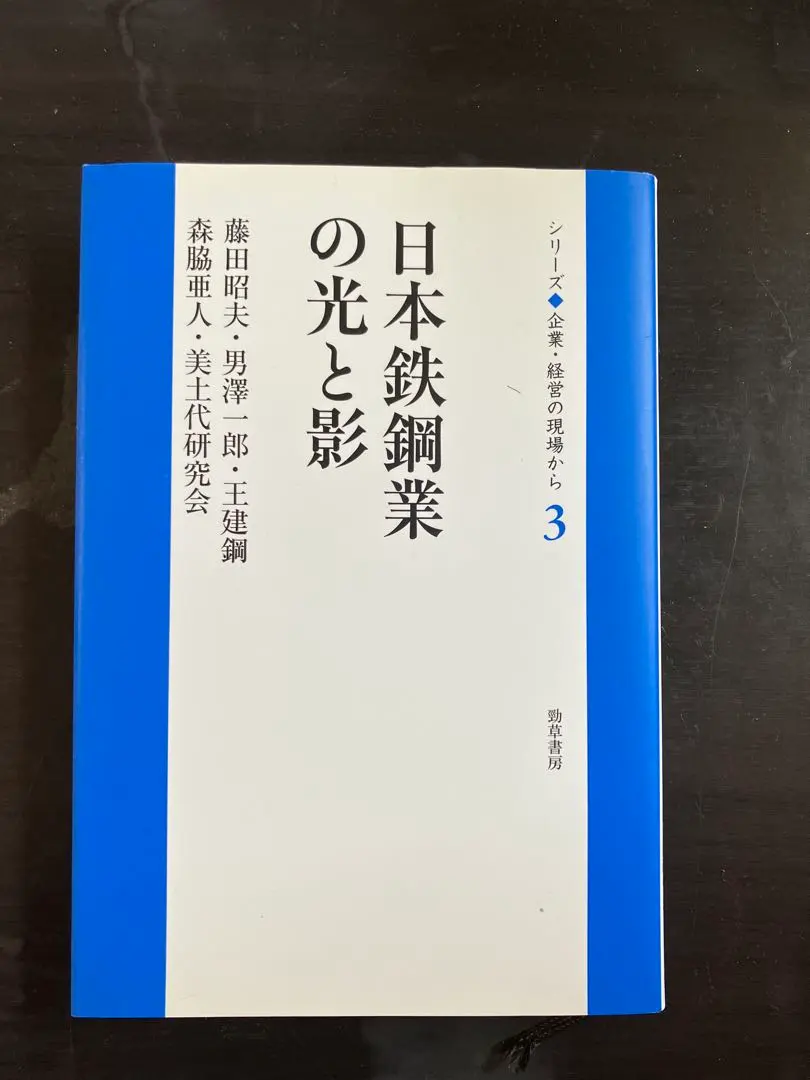 シリーズ◆企業・経営の現場から 3
日本鉄鋼業
の光と影
藤田昭夫・男澤一郎・王建鋼
森脇亜人・美土代研究会
勁草書房